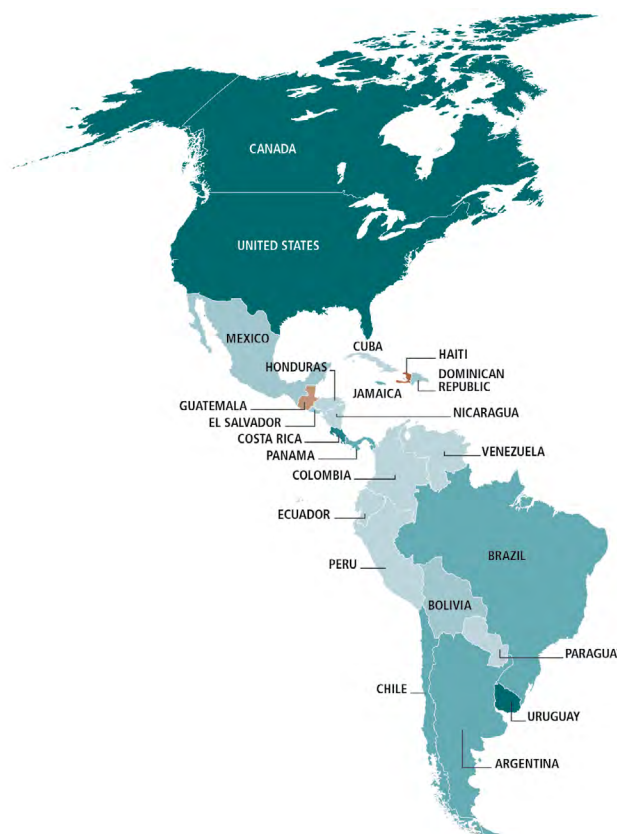 CANADA
UNITED STATES
MEXICO
CUBA
HAITI
HONDURAS
DOMINICAN
REPUBLIC
JAMAICA
GUATEMALA
NICARAGUA
EL SALVADOR
COSTA RICA
PANAMA
VENEZUELA
COLOMBIA
ECUADOR
BRAZIL
PERU
BOLIVIA
PARAGUA
CHILE
URUGUAY
ARGENTINA